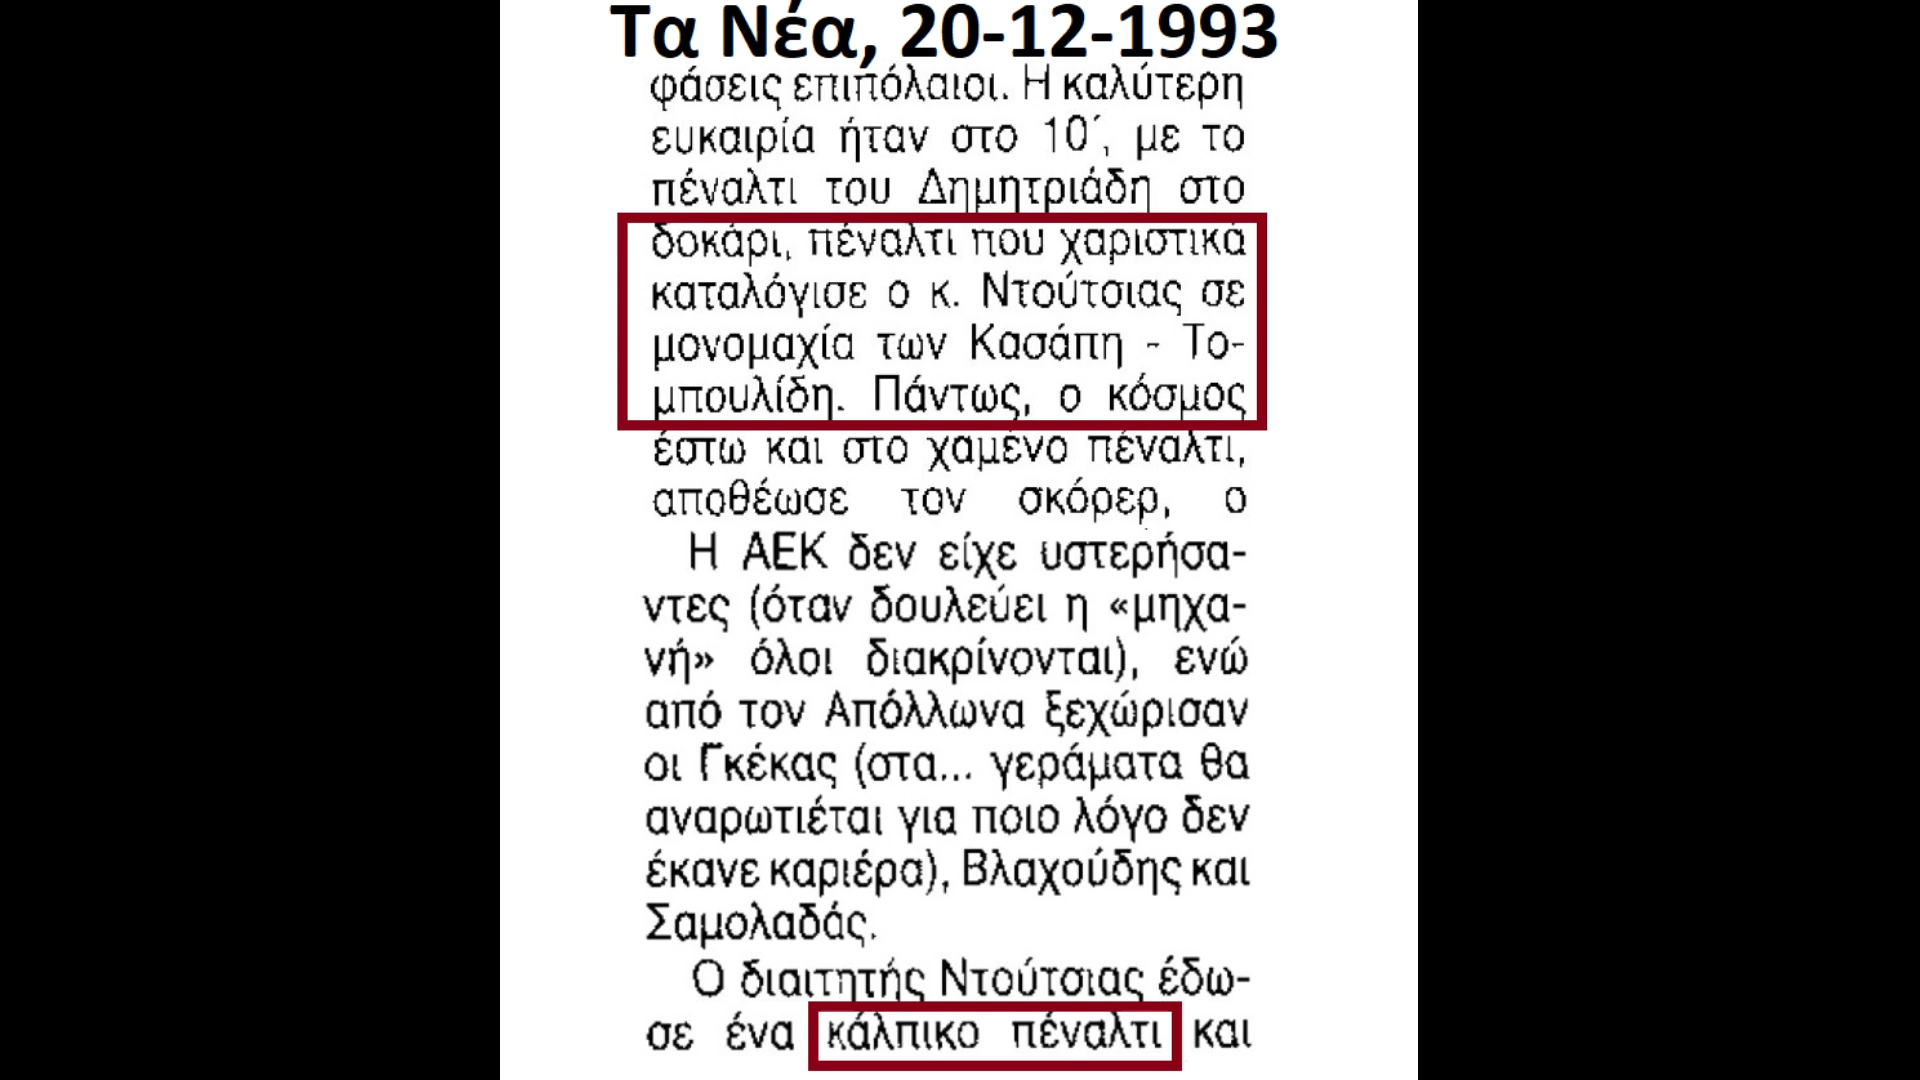 Τα Νέα, 20-12-1993
φάσεις επιπόλαιοι. Η καλύτερη
ευκαιρία ήταν στο 10΄, με το
πέναλτι του Δημητριάδη στο
δοκάρι, πέναλτι που χαριστικά
καταλόγισε ο κ. Ντούτσιας σε
μονομαχία των Κασάπη - Το-
μπουλίδη. Πάντως, ο κόσμος
έστω και στο χαμένο πέναλτι,
αποθέωσε τον σκόρερ, ο
Η ΑΕΚ δεν είχε υστερήσα-
ντες (όταν δουλεύει η «μηχα-
νή» όλοι διακρίνονται), ενώ
από τον Απόλλωνα ξεχώρισαν
οι Γκέκας (στα... γεράματα θα
αναρωτιέται για ποιο λόγο δεν
έκανε καριέρα), Βλαχούδης και
Σαμολαδάς.
Ο διαιτητής Ντούτσιας έδω-
σε ένα κάλπικο πέναλτι και